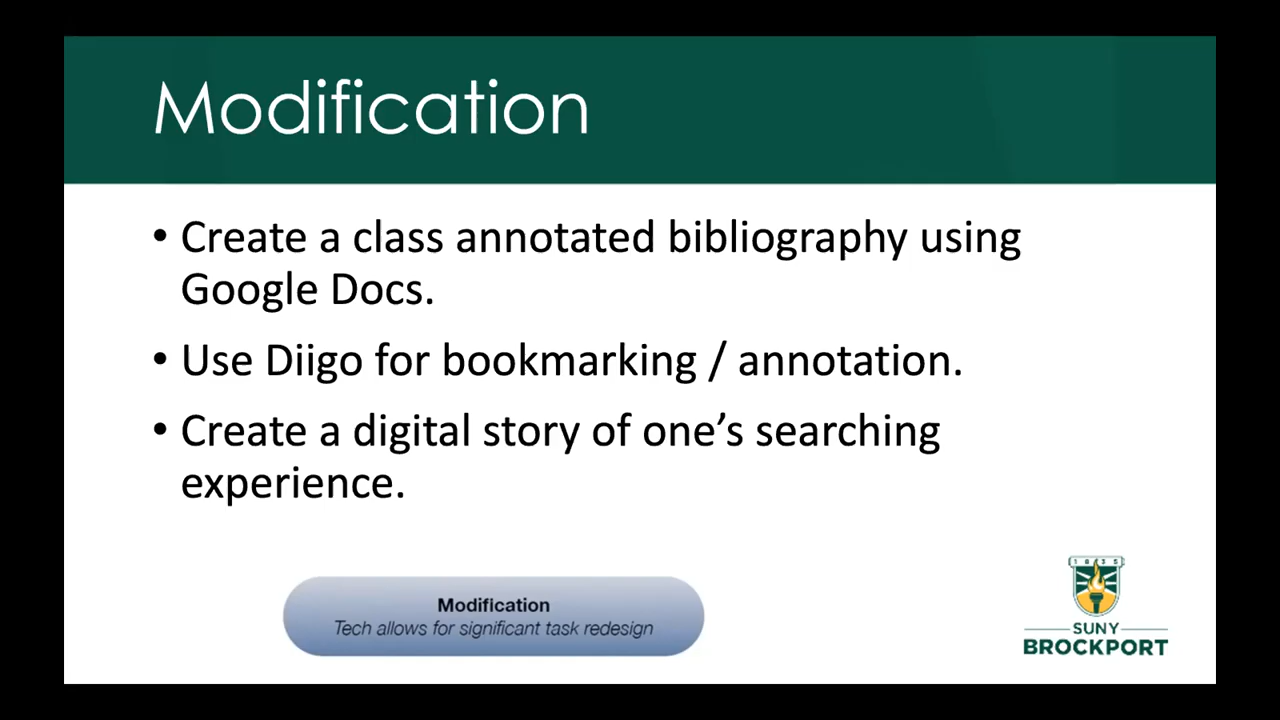 Modification
• Create a class annotated bibliography using
Google Docs.
• Use Diigo for bookmarking / annotation.
• Create a digital story of one’s searching
experience.
Modification
Tech allows for significant task redesign
1835
SUNY
BROCKPORT